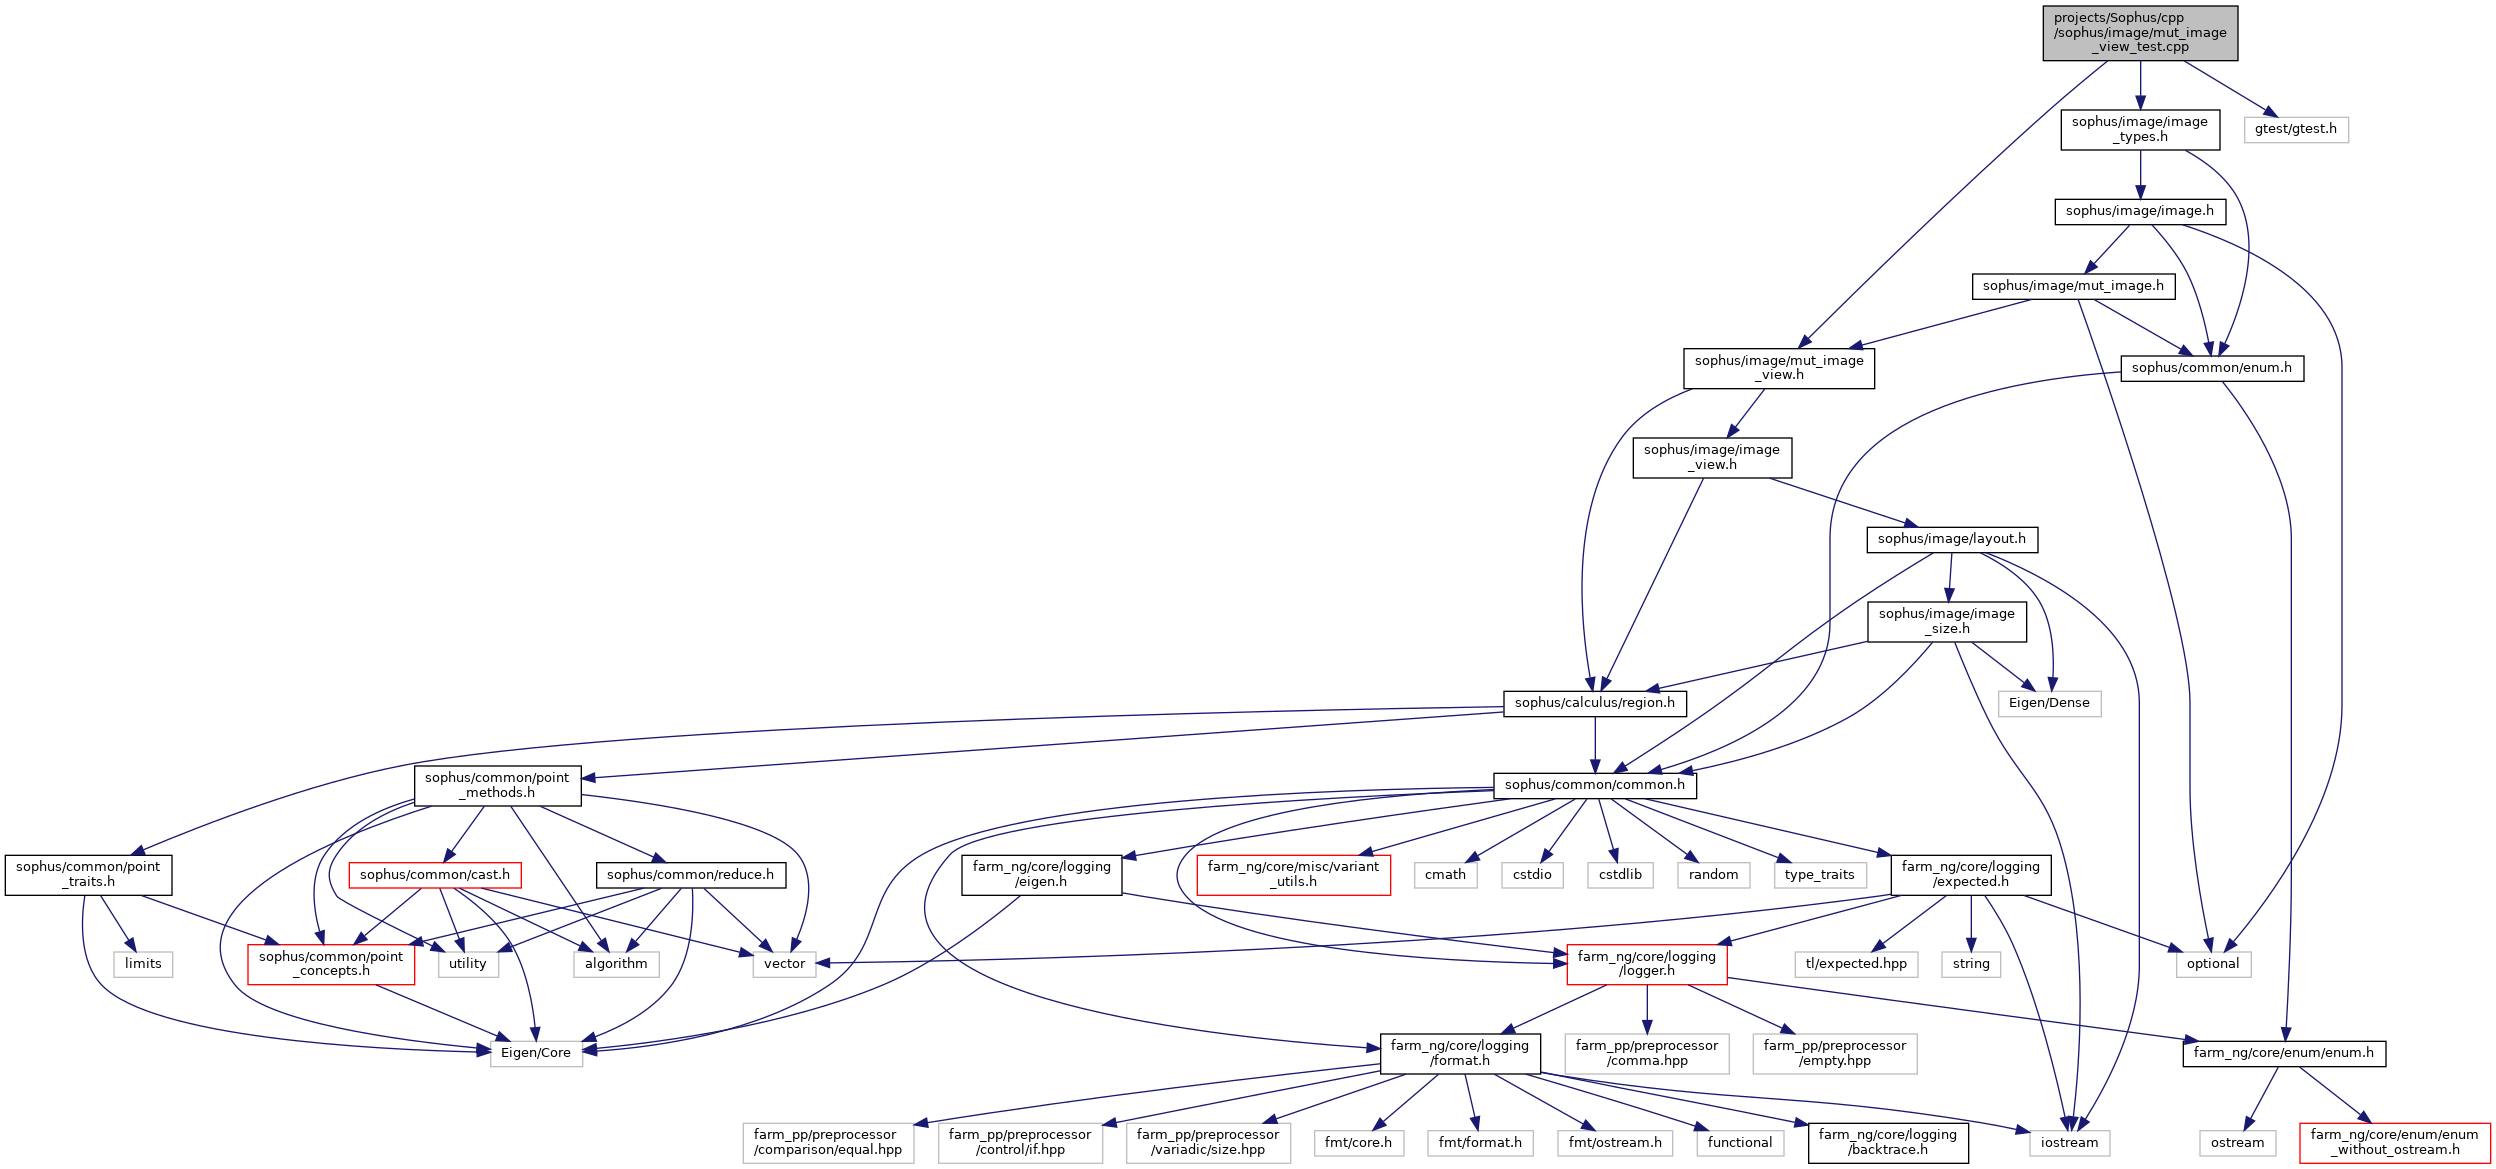 projects/Sophus/cpp
/sophus/image/mut_image
_view_test.cpp
sophus/image/image
_types.h
gtest/gtest.h
sophus/image/image.h
sophus/image/mut_image.h
sophus/image/mut_image
_view.h
sophus/common/enum.h
sophus/image/image
_view.h
sophus/image/layout.h
sophus/image/image
_size.h
sophus/calculus/region.h
Eigen/Dense
sophus/common/point
_methods.h
sophus/common/common.h
sophus/common/point
_traits.h
sophus/common/cast.h
sophus/common/reduce.h
farm_ng/core/logging
/eigen.h
farm_ng/core/misc/variant
_utils.h
cmath
cstdio
cstdlib
random
type_traits
farm_ng/core/logging
/expected.h
limits
sophus/common/point
_concepts.h
utility
algorithm
vector
farm_ng/core/logging
/logger.h
tl/expected.hpp
string
optional
Eigen/Core
farm_ng/core/logging
/format.h
farm_pp/preprocessor
/comma.hpp
farm_pp/preprocessor
/empty.hpp
farm_ng/core/enum/enum.h
farm_pp/preprocessor
/comparison/equal.hpp
farm_pp/preprocessor
/control/if.hpp
farm_pp/preprocessor
/variadic/size.hpp
fmt/core.h
fmt/format.h
fmt/ostream.h
functional
farm_ng/core/logging
/backtrace.h
iostream
ostream
farm_ng/core/enum/enum
_without_ostream.h